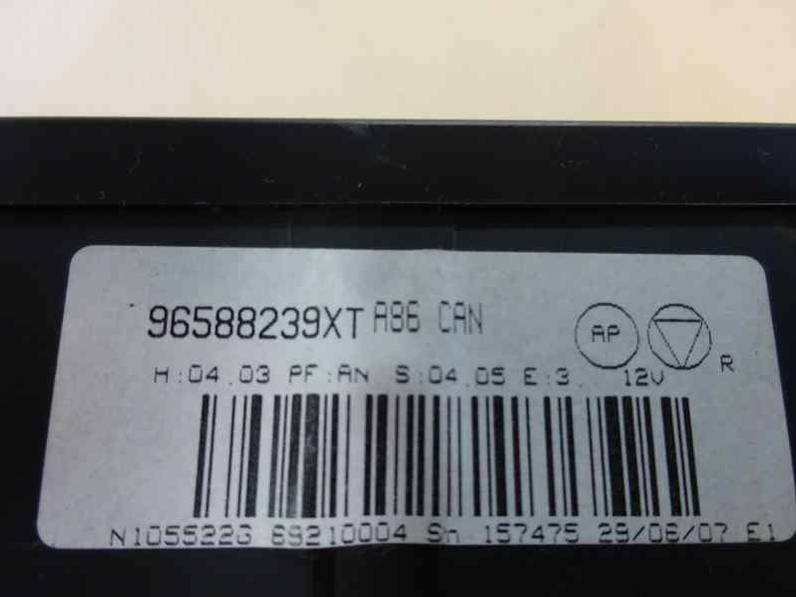 96588239XT A86 CAN
AP
R
H:04.03 PF:AN S:04.05 E:3. 12V
N105522G 69210004 Sn 157475 29/06/07 E1